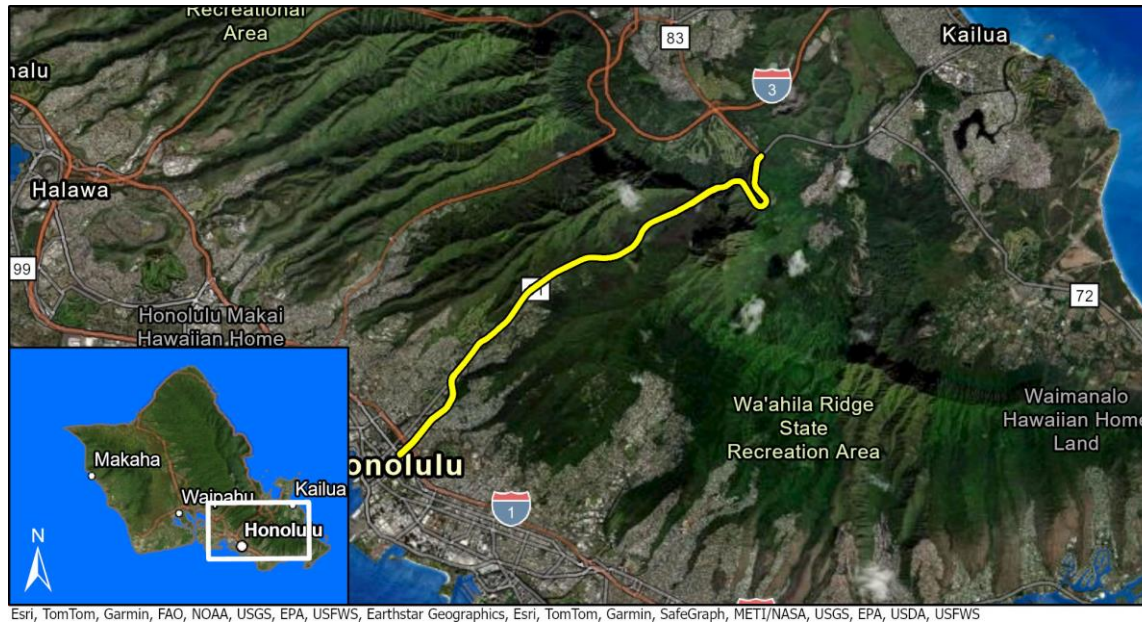 Recreational
Area
83
Kailua
3
nalu
Halawa
99
Honolulu Makai
Hawaiian Home
72
Wa'ahila Ridge
State
Recreation Area
Waimanalo
Hawaiian Home
Land
onolulu
1
Makaha
Waipahu
Kailua
Honolulu
N
Esri, TomTom, Garmin, FAO, NOAA, USGS, EPA, USFWS, Earthstar Geographics, Esri, TomTom, Garmin, SafeGraph, METI/NASA, USGS, EPA, USDA, USFWS